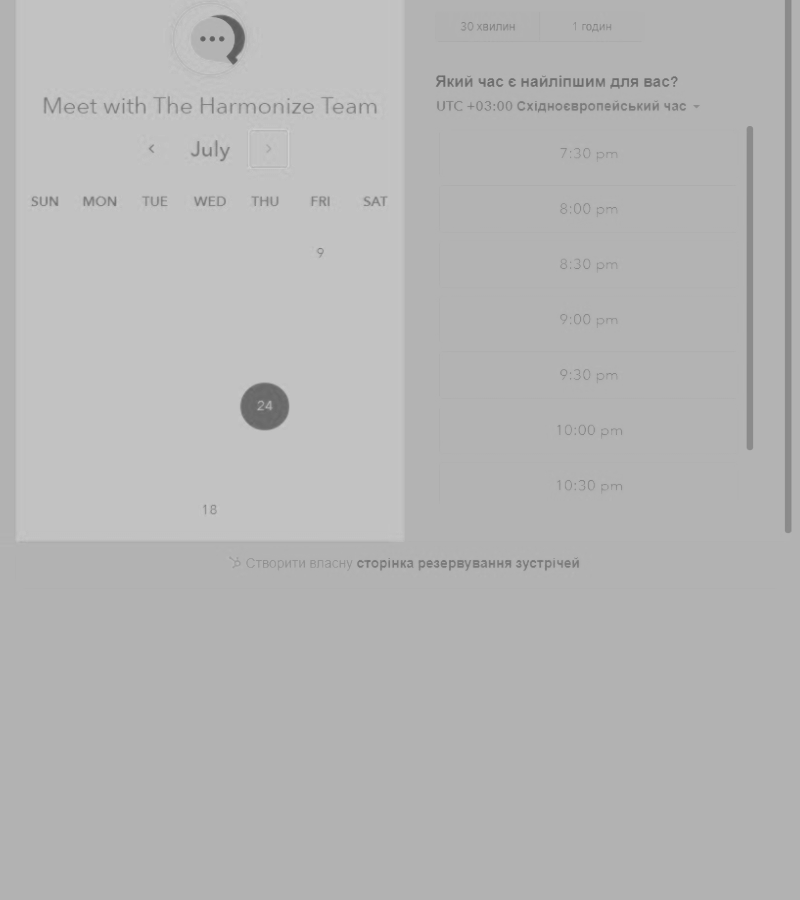 Meet with The Harmonize Team
July
SUN MON TUE WED THU FRI SAT
9
24
18
30 хвилин 1 годин
Який час є найліпшим для вас?
UTC +03:00 Східноєвропейський час
7:30 pm
8:00 pm
8:30 pm
9:00 pm
9:30 pm
10:00 pm
10:30 pm
Створити власну сторінка резервування зустрічей